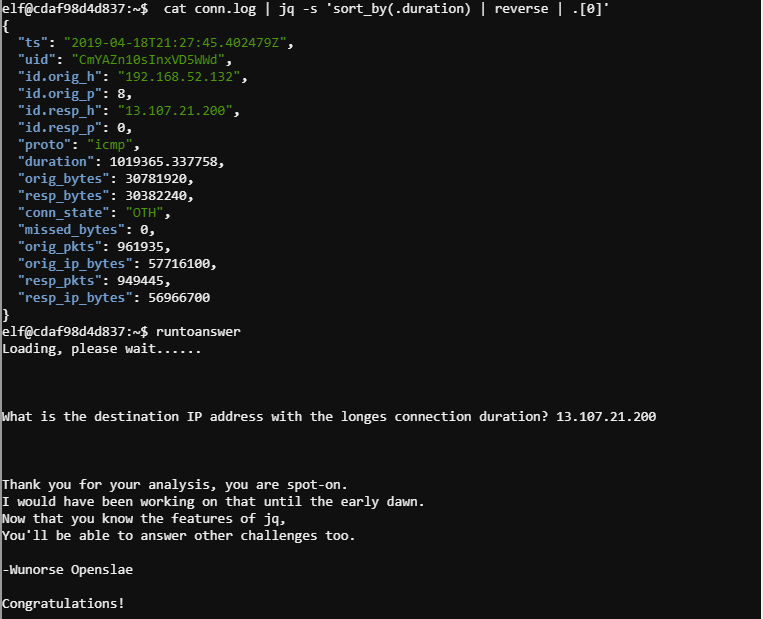 elf@cdaf98d4d837:~$  cat conn.log | jq -s 'sort_by(.duration) | reverse | .[0]'
{
  "ts": "2019-04-18T21:27:45.402479Z",
  "uid": "CmYAZn10sInxVD5WWd",
  "id.orig_h": "192.168.52.132",
  "id.orig_p": 8,
  "id.resp_h": "13.107.21.200",
  "id.resp_p": 0,
  "proto": "icmp",
  "duration": 1019365.337758,
  "orig_bytes": 30781920,
  "resp_bytes": 30382240,
  "conn_state": "OTH",
  "missed_bytes": 0,
  "orig_pkts": 961935,
  "orig_ip_bytes": 57716100,
  "resp_pkts": 949445,
  "resp_ip_bytes": 56966700
}
elf@cdaf98d4d837:~$ runtoanswer
Loading, please wait......
What is the destination IP address with the longes connection duration? 13.107.21.200
Thank you for your analysis, you are spot-on.
I would have been working on that until the early dawn.
Now that you know the features of jq,
You'll be able to answer other challenges too.
-Wunorse Openslae
Congratulations!